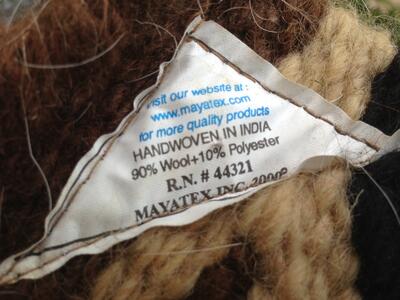 visit our website at :
www.mayatex.com
for more quality products
HANDWOVEN IN INDIA
90% Wool+10% Polyester
R.N. # 44321
MAYATEX INC.